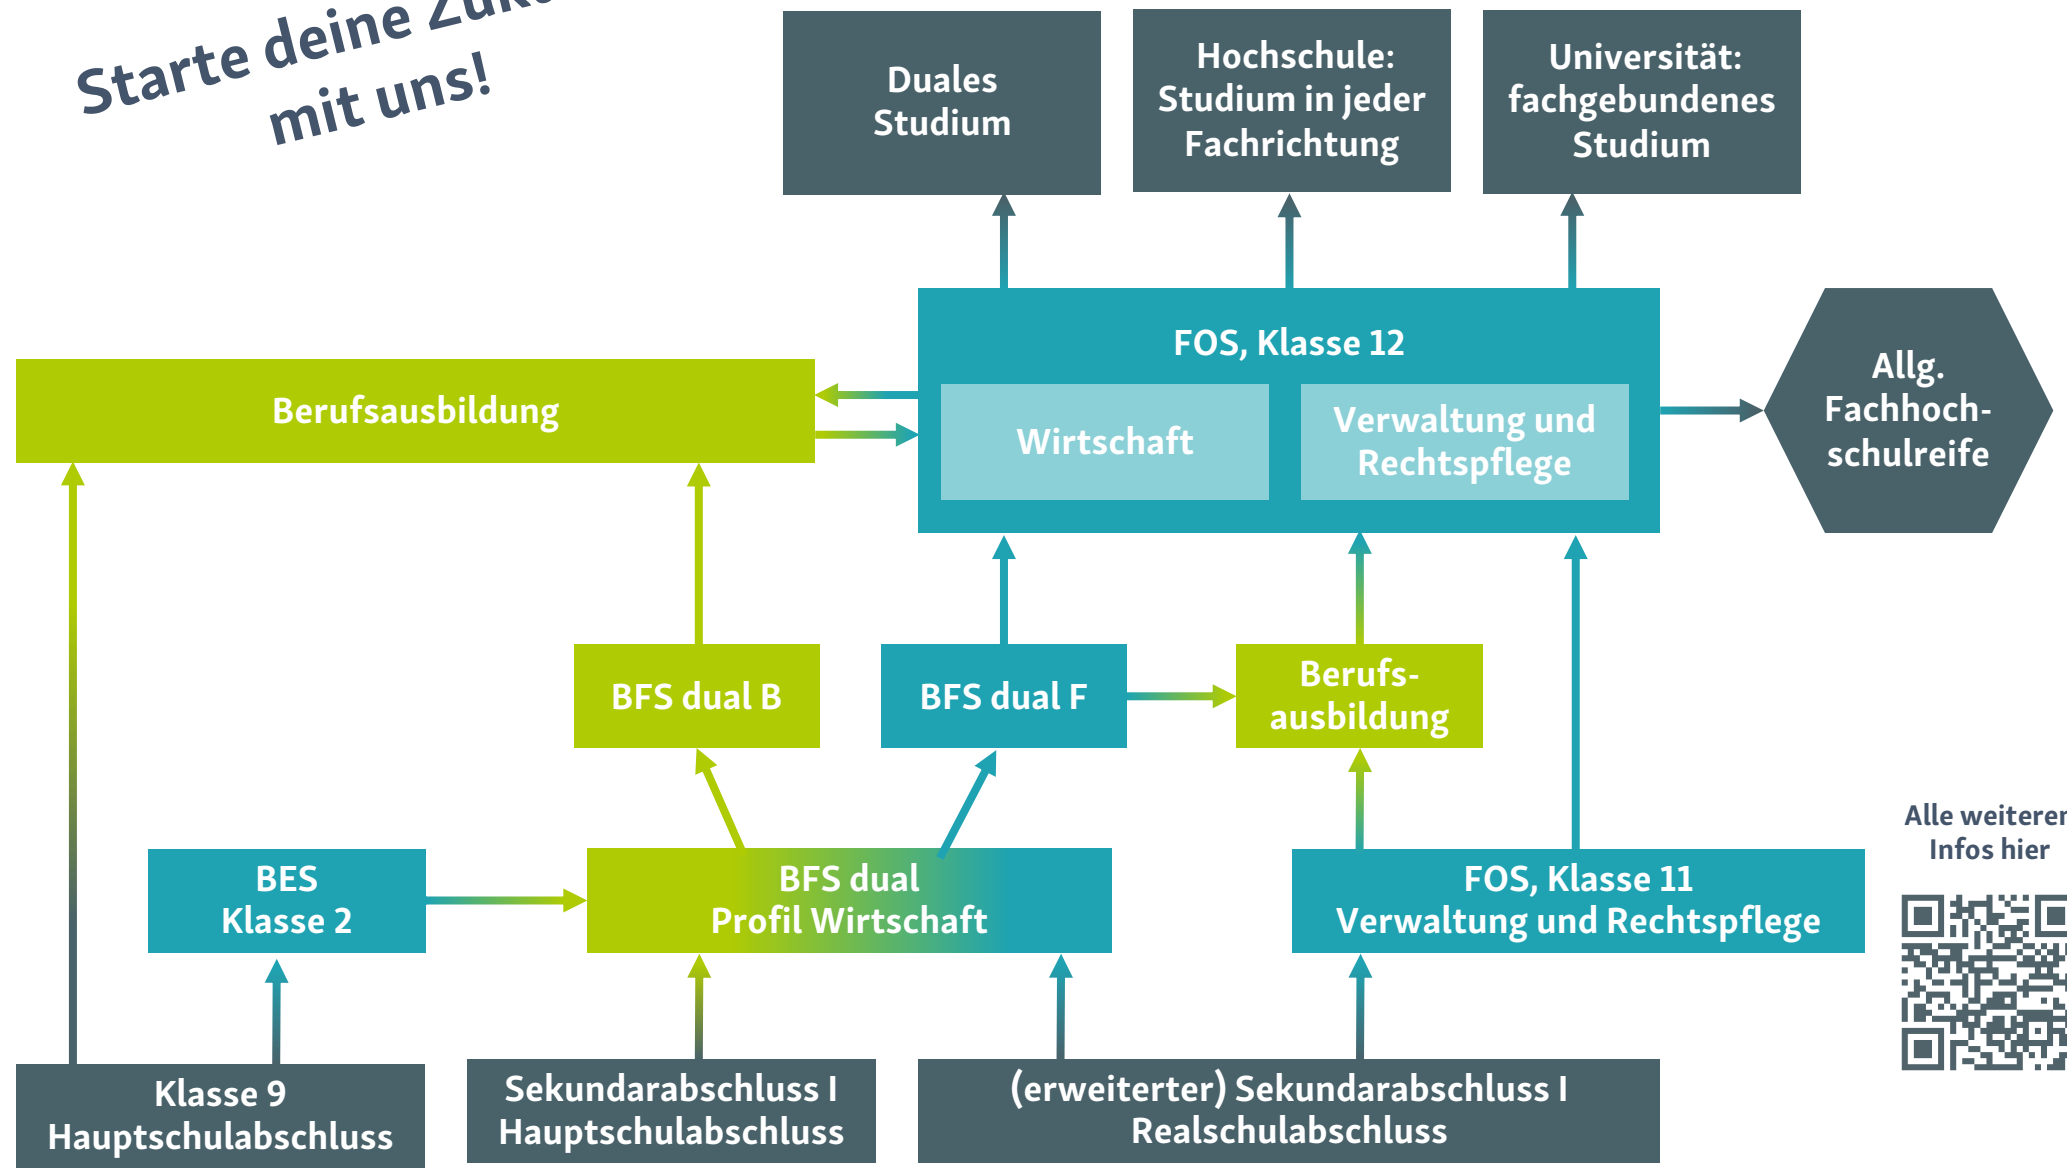 Starte deine
mit uns!
Duales
Studium
Hochschule:
Studium in jeder
Fachrichtung
Universität:
fachgebundenes
Studium
FOS, Klasse 12
Wirtschaft
Verwaltung und
Rechtspflege
Allg.
Fachhoch-
schulreife
Berufsausbildung
BFS dual B
BFS dual F
Berufs-
ausbildung
BES
Klasse 2
BFS dual
Profil Wirtschaft
FOS, Klasse 11
Verwaltung und Rechtspflege
Alle weiteren
Infos hier
Klasse 9
Hauptschulabschluss
Sekundarabschluss I
Hauptschulabschluss
(erweiterter) Sekundarabschluss I
Realschulabschluss